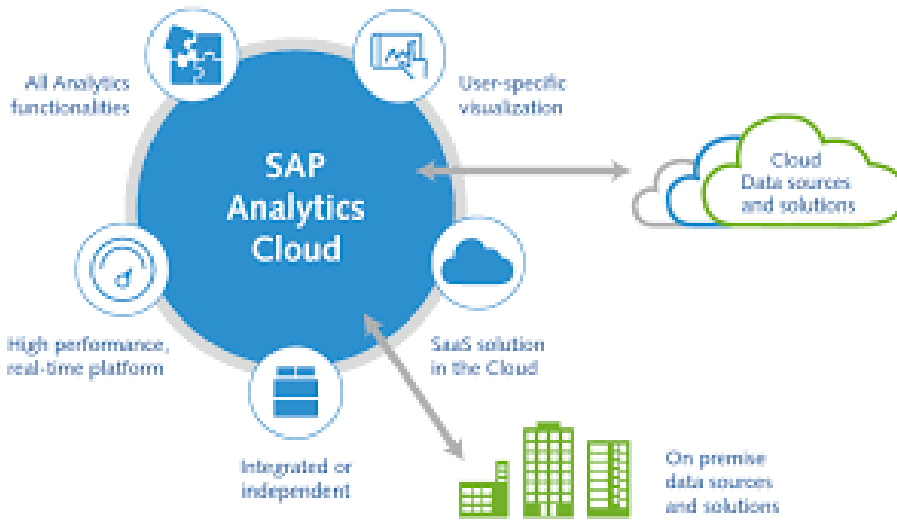 All Analytics
functionalities
User-specific
visualization
SAP
Analytics
Cloud
Cloud
Data sources
and solutions
High performance,
real-time platform
SaaS solution
in the Cloud
Integrated or
independent
On premise
data sources
and solutions